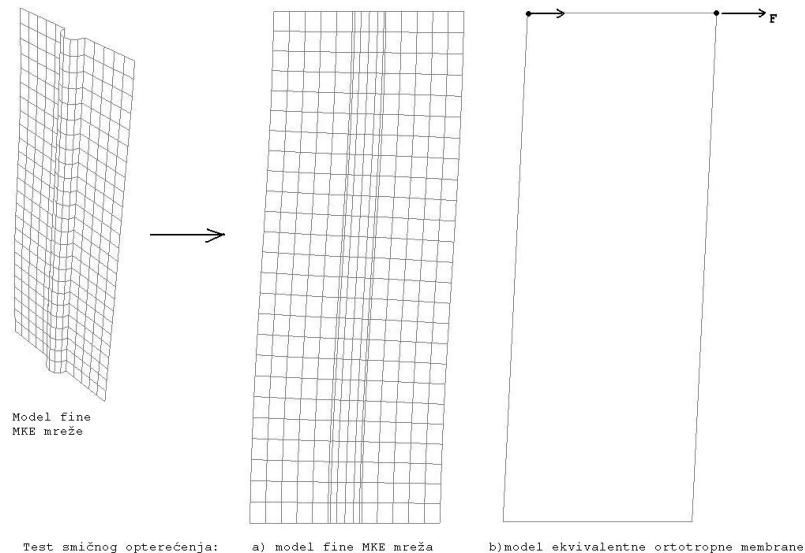 F
Model fine
MKE mreže
Test smičnog opterećenja: a) model fine MKE mreža b)model ekvivalentne ortotropne membrane